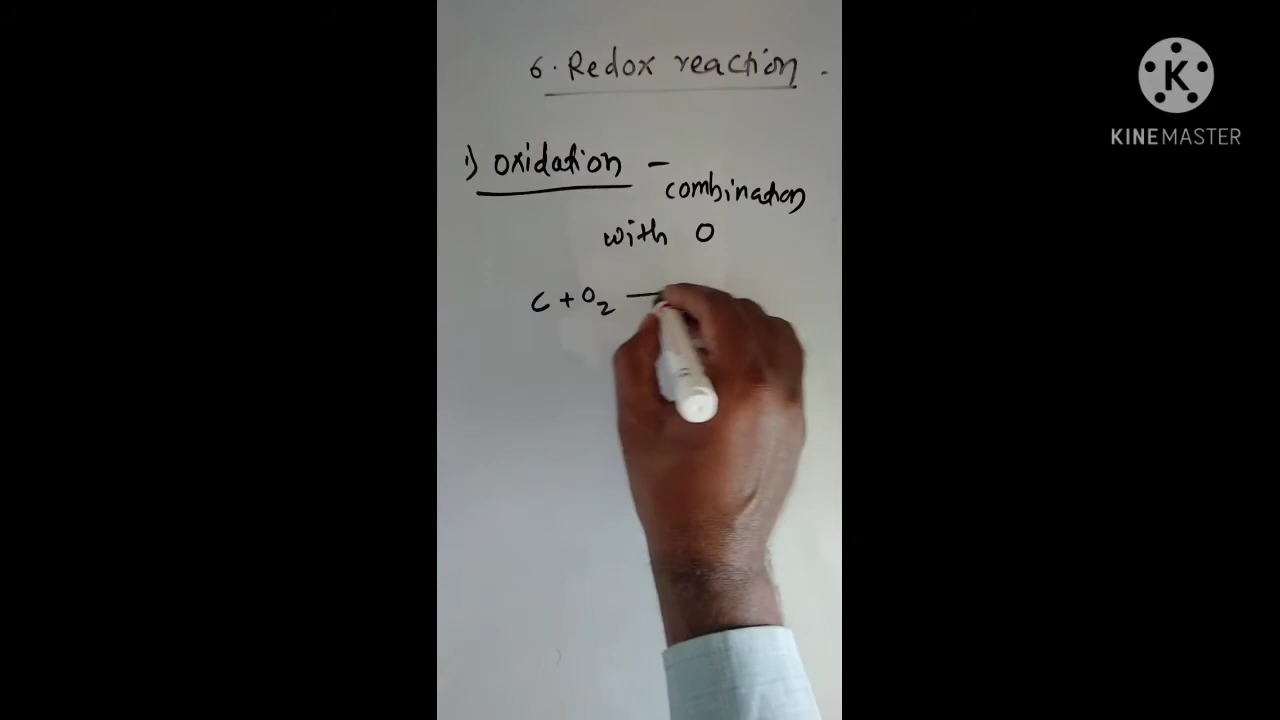 6. Redox reaction.
1) oxidation –
combination
with O
C + O₂ —
K
KINEMASTER